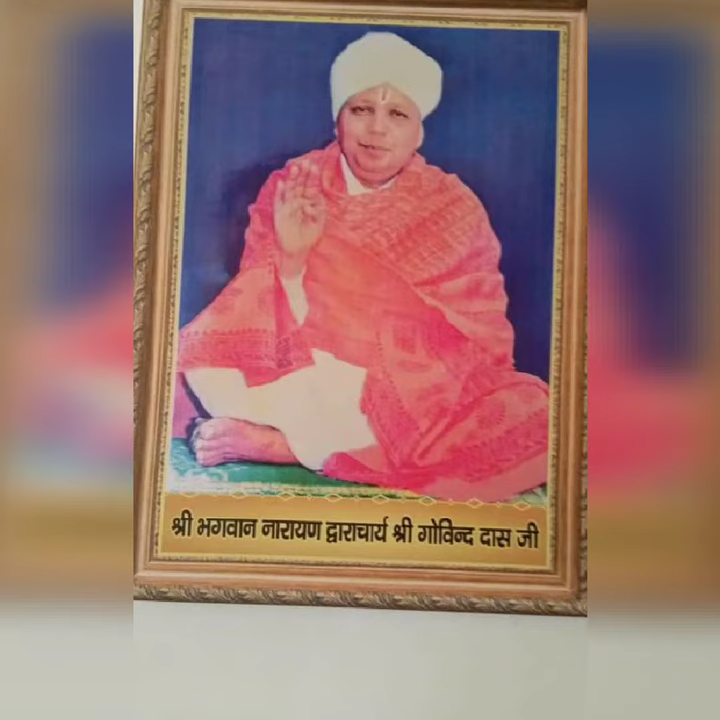 श्री भगवान नारायण द्वाराचार्य श्री गोविन्द दास जी